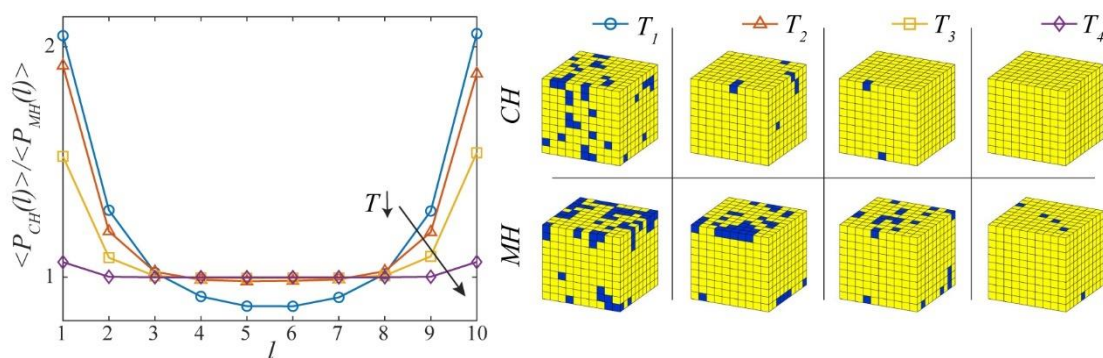 <P_CH(l)>/<P_MH(l)>
2
1
T↓
1 2 3 4 5 6 7 8 9 10
l
T_1 T_2 T_3 T_4
CH
MH